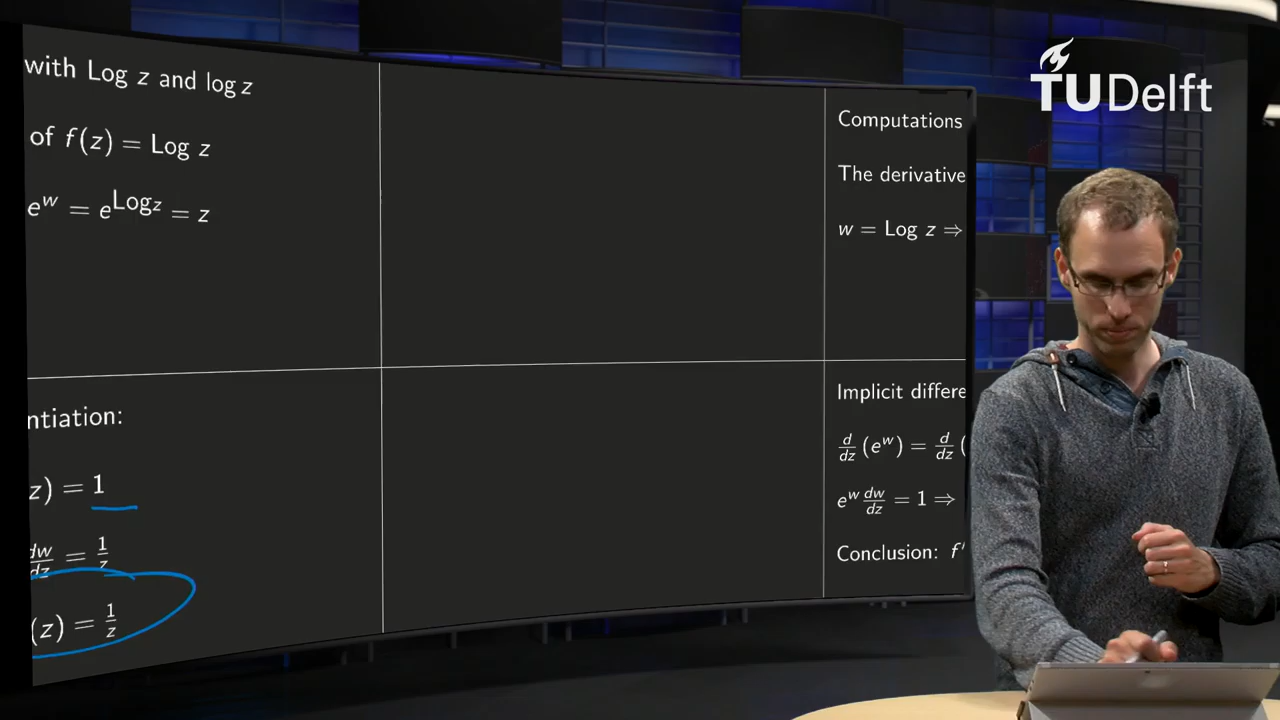 with Log z and log z
of f(z) = Log z
e^w = e^{Log z} = z
ntiation:
z) = 1
dw/dz = 1/z
(z) = 1/z
Computations
The derivative
w = Log z ⇒
Implicit differe
d/dz (e^w) = d/dz (
e^w dw/dz = 1 ⇒
Conclusion: f'
TUDelft